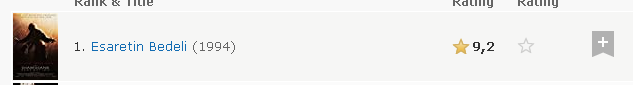 Rank & Title Rating Rating
1. Esaretin Bedeli (1994) 9,2